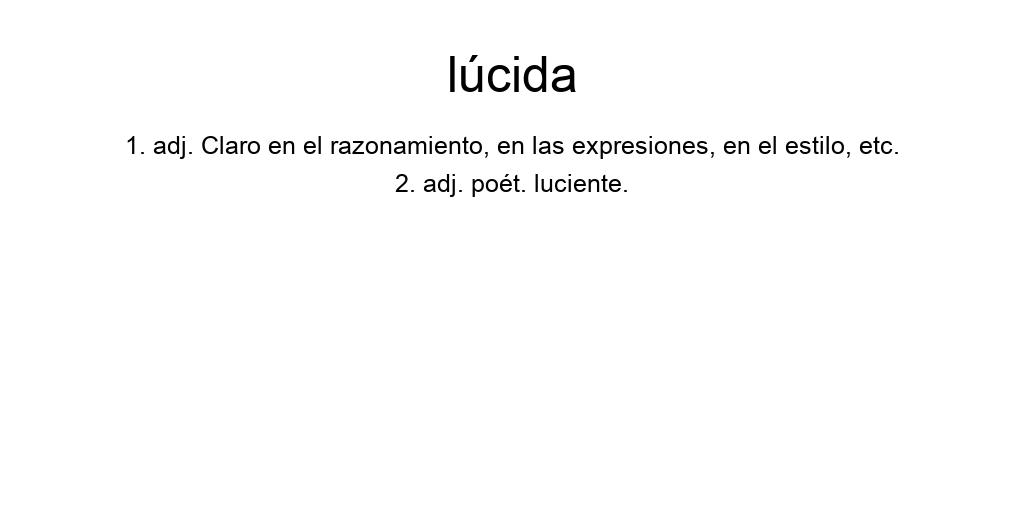 lúcida
1. adj. Claro en el razonamiento, en las expresiones, en el estilo, etc.
2. adj. poét. luciente.